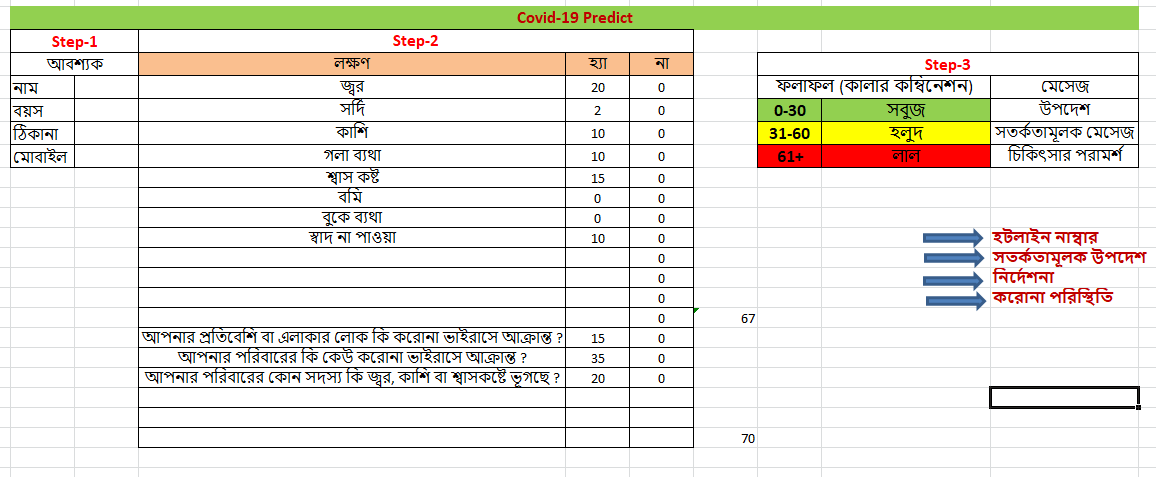 Covid-19 Predict
Step-1
Step-2
আবশ্যক
লক্ষণ হ্যা না
নাম জ্বর 20 0
বয়স সর্দি 2 0
ঠিকানা কাশি 10 0
মোবাইল গলা ব্যথা 10 0
শ্বাস কষ্ট 15 0
বমি 0 0
বুকে ব্যথা 0 0
স্বাদ না পাওয়া 10 0
0
0
0
0 67
আপনার প্রতিবেশি বা এলাকার লোক কি করোনা ভাইরাসে আক্রান্ত ? 15 0
আপনার পরিবারের কি কেউ করোনা ভাইরাসে আক্রান্ত ? 35 0
আপনার পরিবারের কোন সদস্য কি জ্বর, কাশি বা শ্বাসকষ্টে ভূগছে ? 20 0
70
Step-3
ফলাফল (কালার কম্বিনেশন) মেসেজ
0-30 সবুজ উপদেশ
31-60 হলুদ সতর্কতামূলক মেসেজ
61+ লাল চিকিৎসার পরামর্শ
হটলাইন নাম্বার
সতর্কতামূলক উপদেশ
নির্দেশনা
করোনা পরিস্থিতি